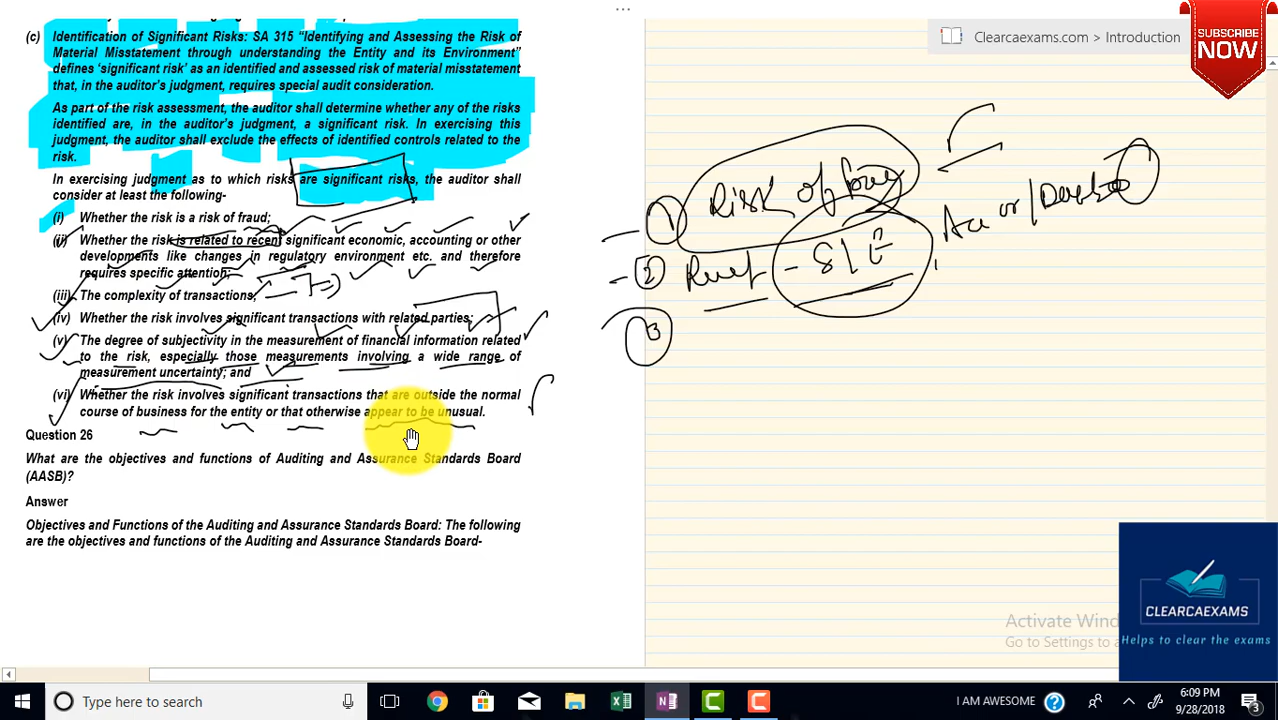 (c) Identification of Significant Risks: SA 315 “Identifying and Assessing the Risk of
Material Misstatement through understanding the Entity and its Environment”
defines ‘significant risk’ as an identified and assessed risk of material misstatement
that, in the auditor’s judgment, requires special audit consideration.
As part of the risk assessment, the auditor shall determine whether any of the risks
identified are, in the auditor’s judgment, a significant risk. In exercising this
judgment, the auditor shall exclude the effects of identified controls related to the
risk.
In exercising judgment as to which risks are significant risks, the auditor shall
consider at least the following-
(i) Whether the risk is a risk of fraud;
(ii) Whether the risk is related to recent significant economic, accounting or other
developments like changes in regulatory environment etc. and therefore
requires specific attention;
(iii) The complexity of transactions;
(iv) Whether the risk involves significant transactions with related parties;
(v) The degree of subjectivity in the measurement of financial information related
to the risk, especially those measurements involving a wide range of
measurement uncertainty; and
(vi) Whether the risk involves significant transactions that are outside the normal
course of business for the entity or that otherwise appear to be unusual.
Question 26
What are the objectives and functions of Auditing and Assurance Standards Board
(AASB)?
Answer
Objectives and Functions of the Auditing and Assurance Standards Board: The following
are the objectives and functions of the Auditing and Assurance Standards Board-
Clearcaexams.com > Introduction
SUBSCRIBE
NOW
1 Risk of
2
3
CLEARCAEXAMS
Helps to clear the exams
Activate Wind
Go to Settings to a
Type here to search
I AM AWESOME
6:09 PM
9/28/2018
3